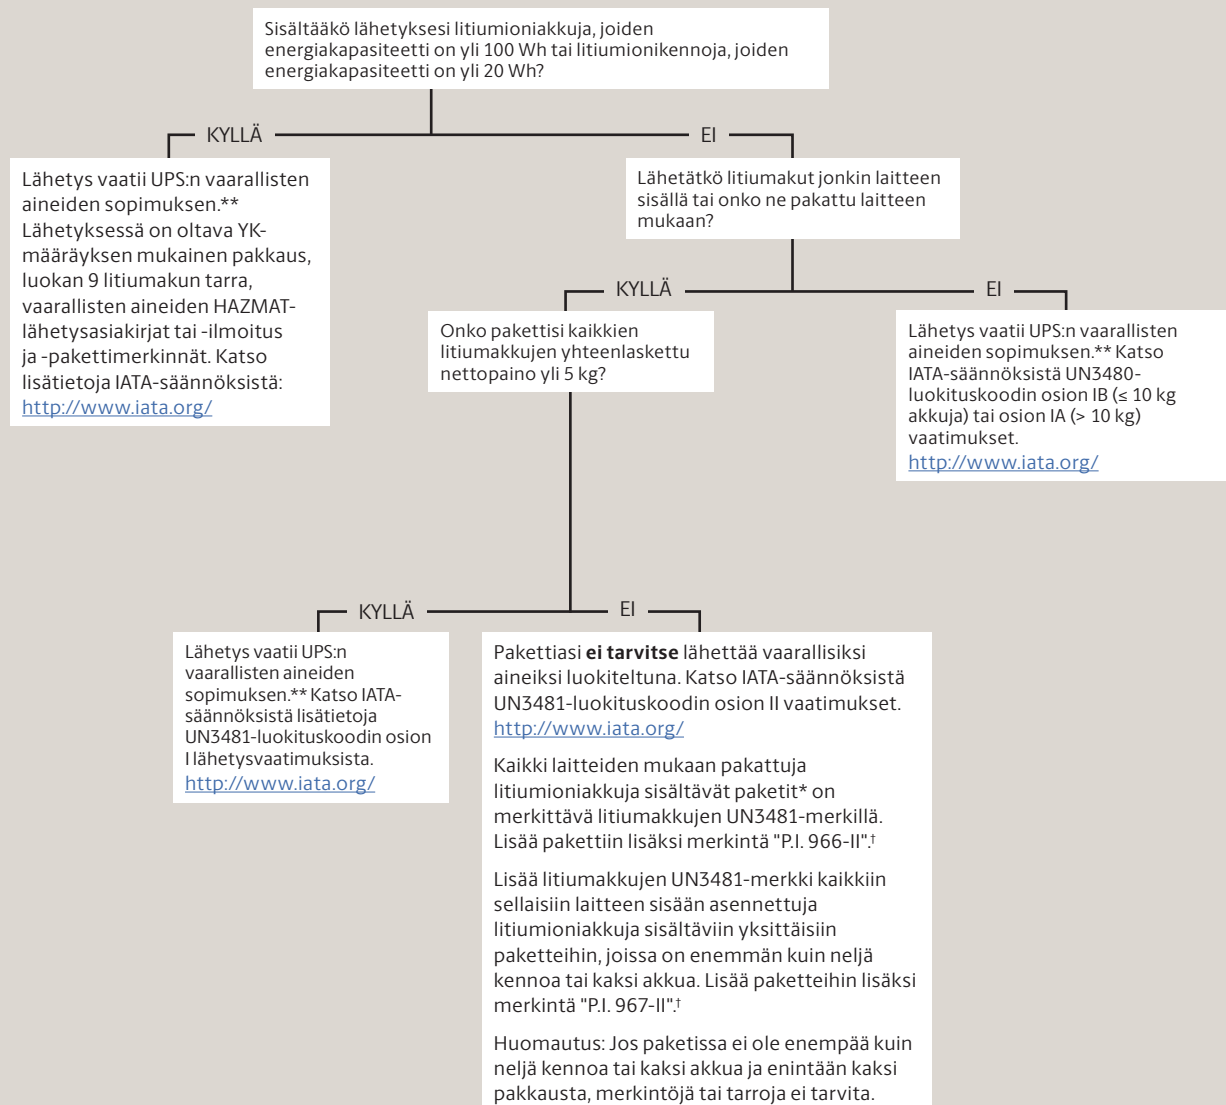 Sisältääkö lähetyksesi litiumioniakkuja, joiden
energiakapasiteetti on yli 100 Wh tai litiumionikennoja, joiden
energiakapasiteetti on yli 20 Wh?
KYLLÄ
EI
Lähetys vaatii UPS:n vaarallisten
aineiden sopimuksen.**
Lähetyksessä on oltava YK-
määräyksen mukainen pakkaus,
luokan 9 litiumakun tarra,
vaarallisten aineiden HAZMAT-
lähetysasiakirjat tai -ilmoitus
ja -pakettimerkinnät. Katso
lisätietoja IATA-säännöksistä:
http://www.iata.org/
Lähetätkö litiumakut jonkin laitteen
sisällä tai onko ne pakattu laitteen
mukaan?
KYLLÄ
EI
Onko pakettisi kaikkien
litiumakkujen yhteenlaskettu
nettopaino yli 5 kg?
Lähetys vaatii UPS:n vaarallisten
aineiden sopimuksen.** Katso
IATA-säännöksistä UN3480-
luokituskoodin osion IB (≤ 10 kg
akkuja) tai osion IA (> 10 kg)
vaatimukset.
http://www.iata.org/
KYLLÄ
EI
Lähetys vaatii UPS:n
vaarallisten aineiden
sopimuksen.** Katso IATA-
säännöksistä lisätietoja
UN3481-luokituskoodin osion
I lähetysvaatimuksista.
http://www.iata.org/
Pakettiasi ei tarvitse lähettää vaarallisiksi
aineiksi luokiteltuna. Katso IATA-säännöksistä
UN3481-luokituskoodin osion II vaatimukset.
http://www.iata.org/
Kaikki laitteiden mukaan pakattuja
litiumioniakkuja sisältävät paketit* on
merkittävä litiumakkujen UN3481-merkillä.
Lisää pakettiin lisäksi merkintä "P.I. 966-II".†
Lisää litiumakkujen UN3481-merkki kaikkiin
sellaisiin laitteen sisään asennettuja
litiumioniakkuja sisältäviin yksittäisiin
paketteihin, joissa on enemmän kuin neljä
kennoa tai kaksi akkua. Lisää paketteihin lisäksi
merkintä "P.I. 967-II".†
Huomautus: Jos paketissa ei ole enempää kuin
neljä kennoa tai kaksi akkua ja enintään kaksi
pakkausta, merkintöjä tai tarroja ei tarvita.